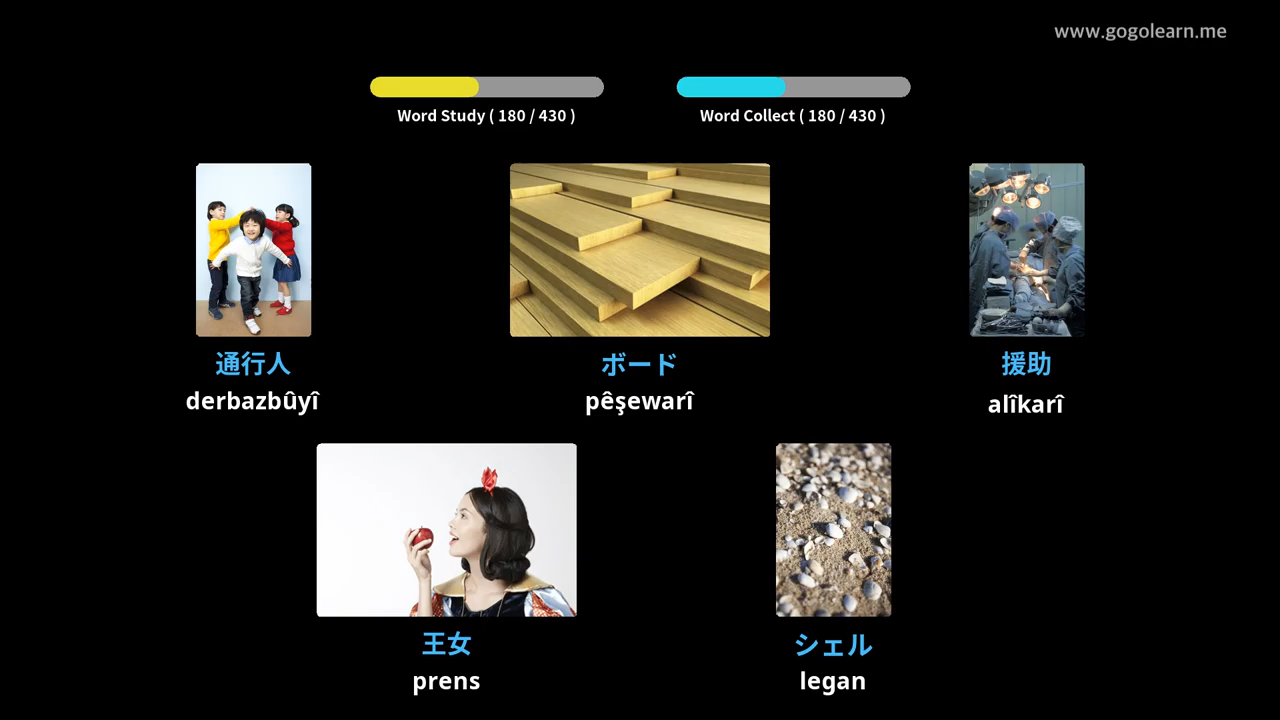 www.gogolearn.me
Word Study ( 180 / 430 )
Word Collect ( 180 / 430 )
通行人
derbazbûyî
ボード
pêşewarî
援助
alîkarî
王女
prens
シェル
legan